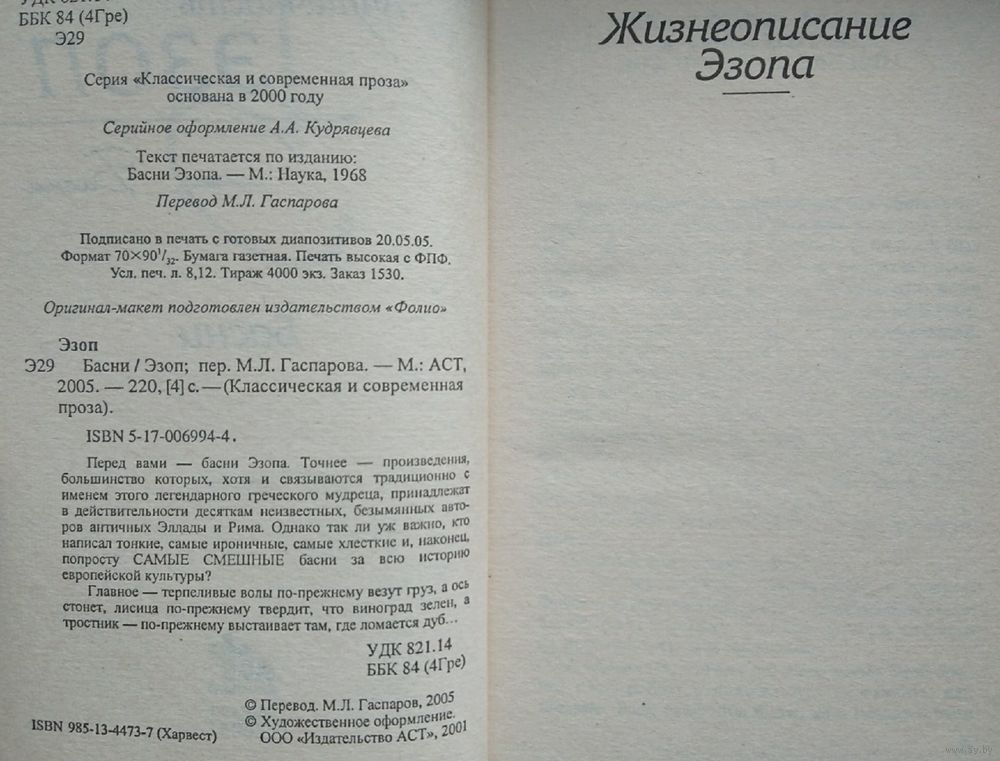 УДК 821.14
ББК 84 (4Гре)
Э29
Серия «Классическая и современная проза»
основана в 2000 году
Серийное оформление А.А. Кудрявцева
Текст печатается по изданию:
Басни Эзопа. — М.: Наука, 1968
Перевод М.Л. Гаспарова
Подписано в печать с готовых диапозитивов 20.05.05.
Формат 70×90¹/₃₂. Бумага газетная. Печать высокая с ФПФ.
Усл. печ. л. 8,12. Тираж 4000 экз. Заказ 1530.
Оригинал-макет подготовлен издательством «Фолио»
Эзоп
Э29 Басни / Эзоп; пер. М.Л. Гаспарова. — М.: АСТ,
2005. — 220, [4] с. — (Классическая и современная
проза).
ISBN 5-17-006994-4.
Перед вами — басни Эзопа. Точнее — произведения,
большинство которых, хотя и связываются традиционно с
именем этого легендарного греческого мудреца, принадлежат
в действительности десяткам неизвестных, безымянных авто-
ров античных Эллады и Рима. Однако так ли уж важно, кто
написал тонкие, самые ироничные, самые хлесткие и, наконец,
попросту САМЫЕ СМЕШНЫЕ басни за всю историю
европейской культуры?
Главное — терпеливые волы по-прежнему везут груз, а ось
стонет, лисица по-прежнему твердит, что виноград зелен, а
тростник — по-прежнему выстаивает там, где ломается дуб...
УДК 821.14
ББК 84 (4Гре)
© Перевод. М.Л. Гаспаров, 2005
© Художественное оформление.
ООО «Издательство АСТ», 2001
ISBN 985-13-4473-7 (Харвест)
Жизнеописание
Эзопа
www.ay.by